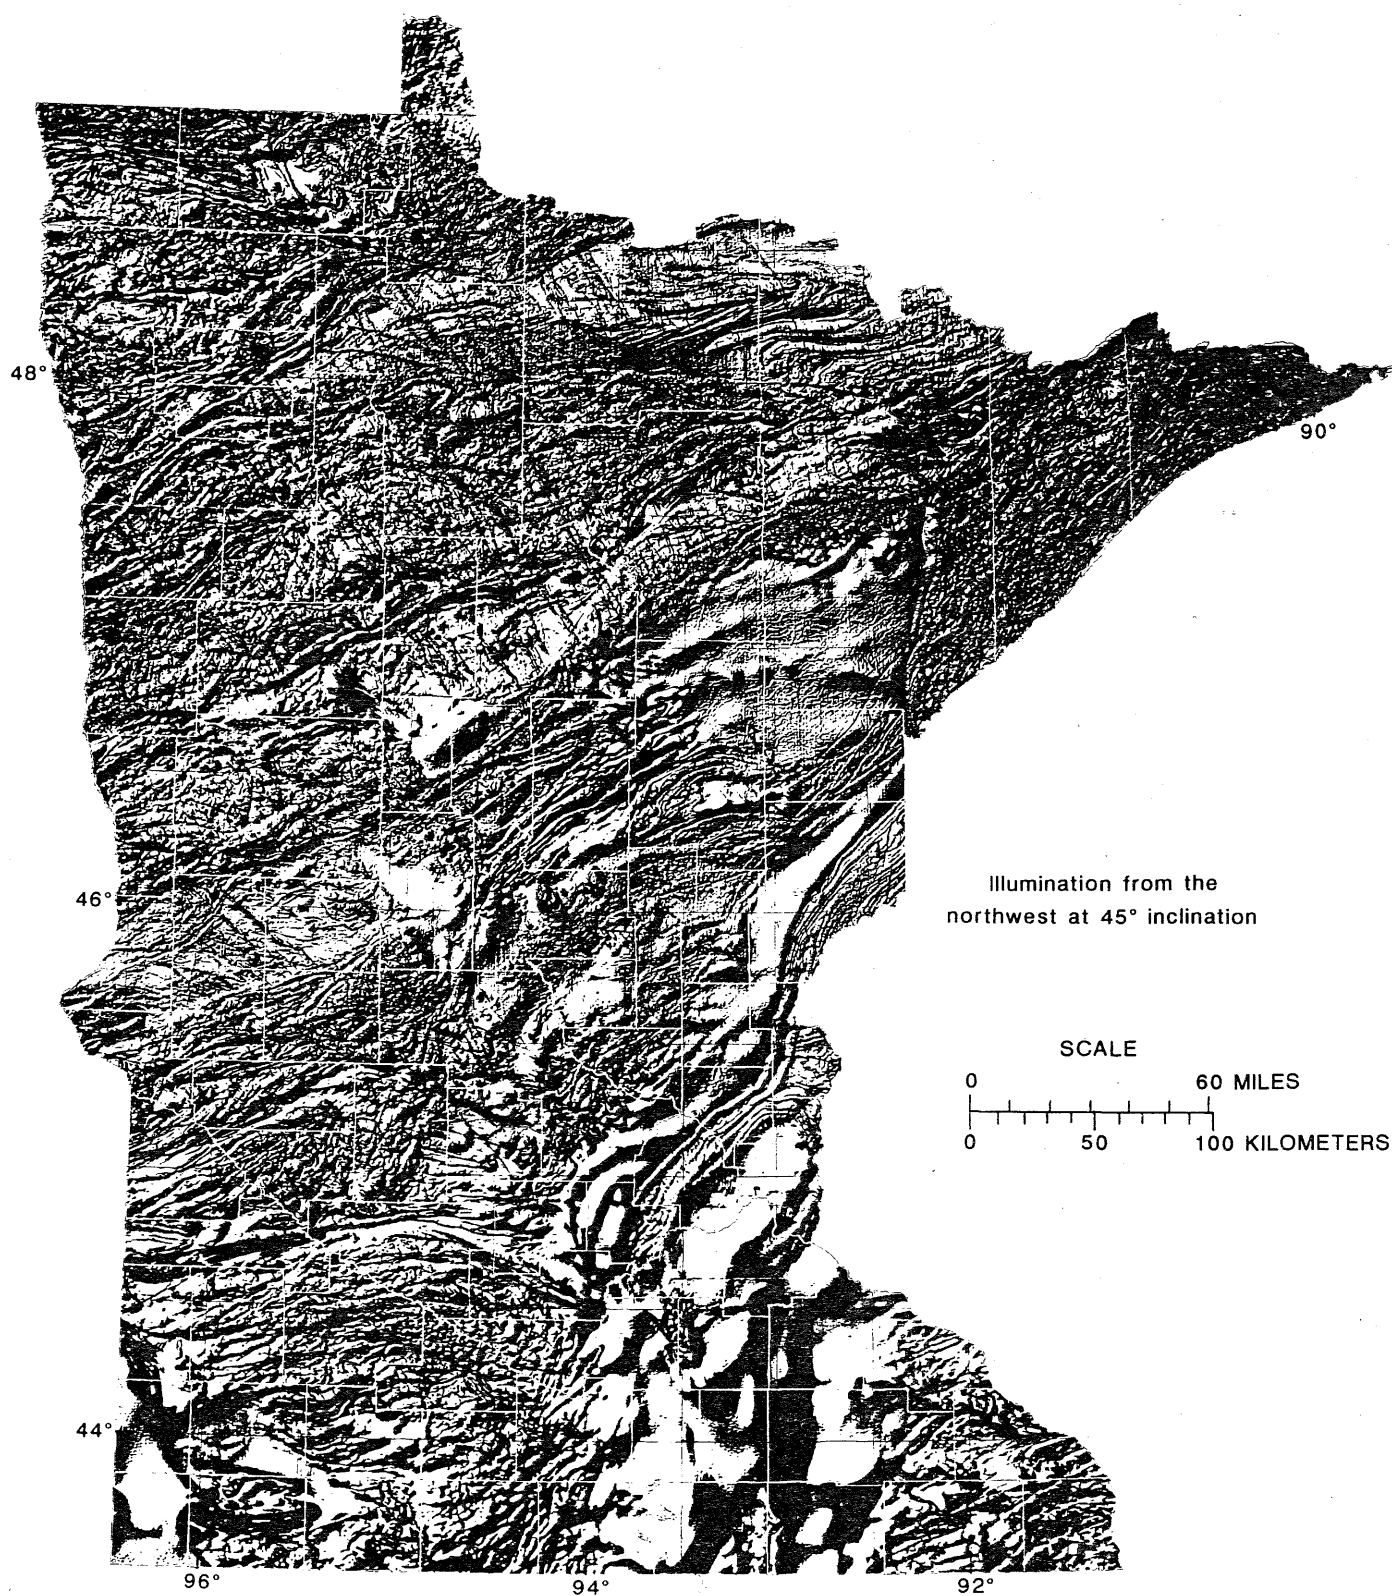 48°
90°
Illumination from the
northwest at 45° inclination
46°
SCALE
0 60 MILES
0 50 100 KILOMETERS
44°
96° 94° 92°